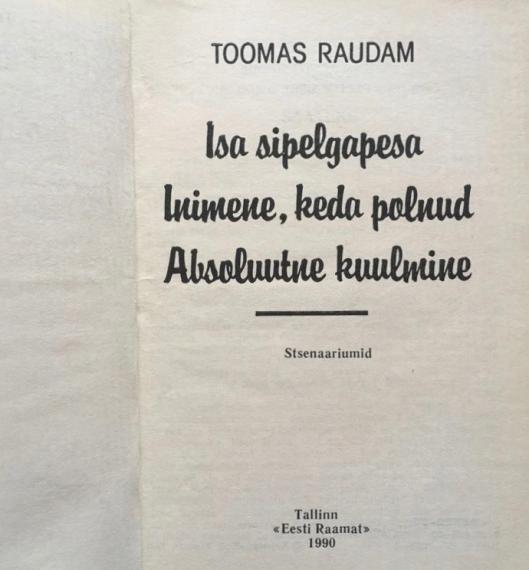 TOOMAS RAUDAM
Isa sipelgapesa
Inimene, keda polnud
Absoluutne kuulmine
Stsenaariumid
Tallinn
«Eesti Raamat»
1990